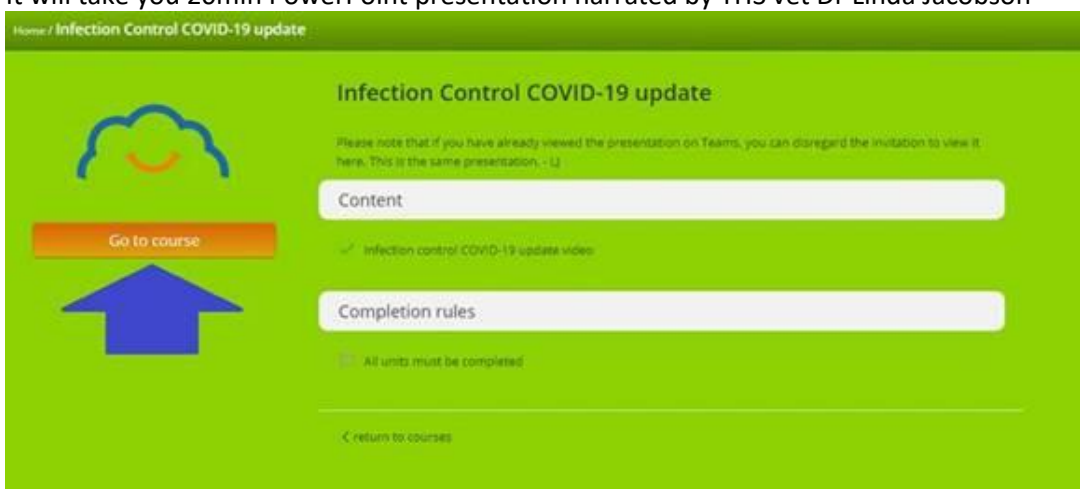 It will take you 20min PowerPoint presentation narrated by THS vet Dr Linda Jacobson
Home / Infection Control COVID-19 update
Infection Control COVID-19 update
Please note that if you have already viewed the presentation on Teams, you can disregard the invitation to view it
here. This is the same presentation. - LJ
Content
Go to course
Infection control COVID-19 update video
Completion rules
All units must be completed
< return to courses